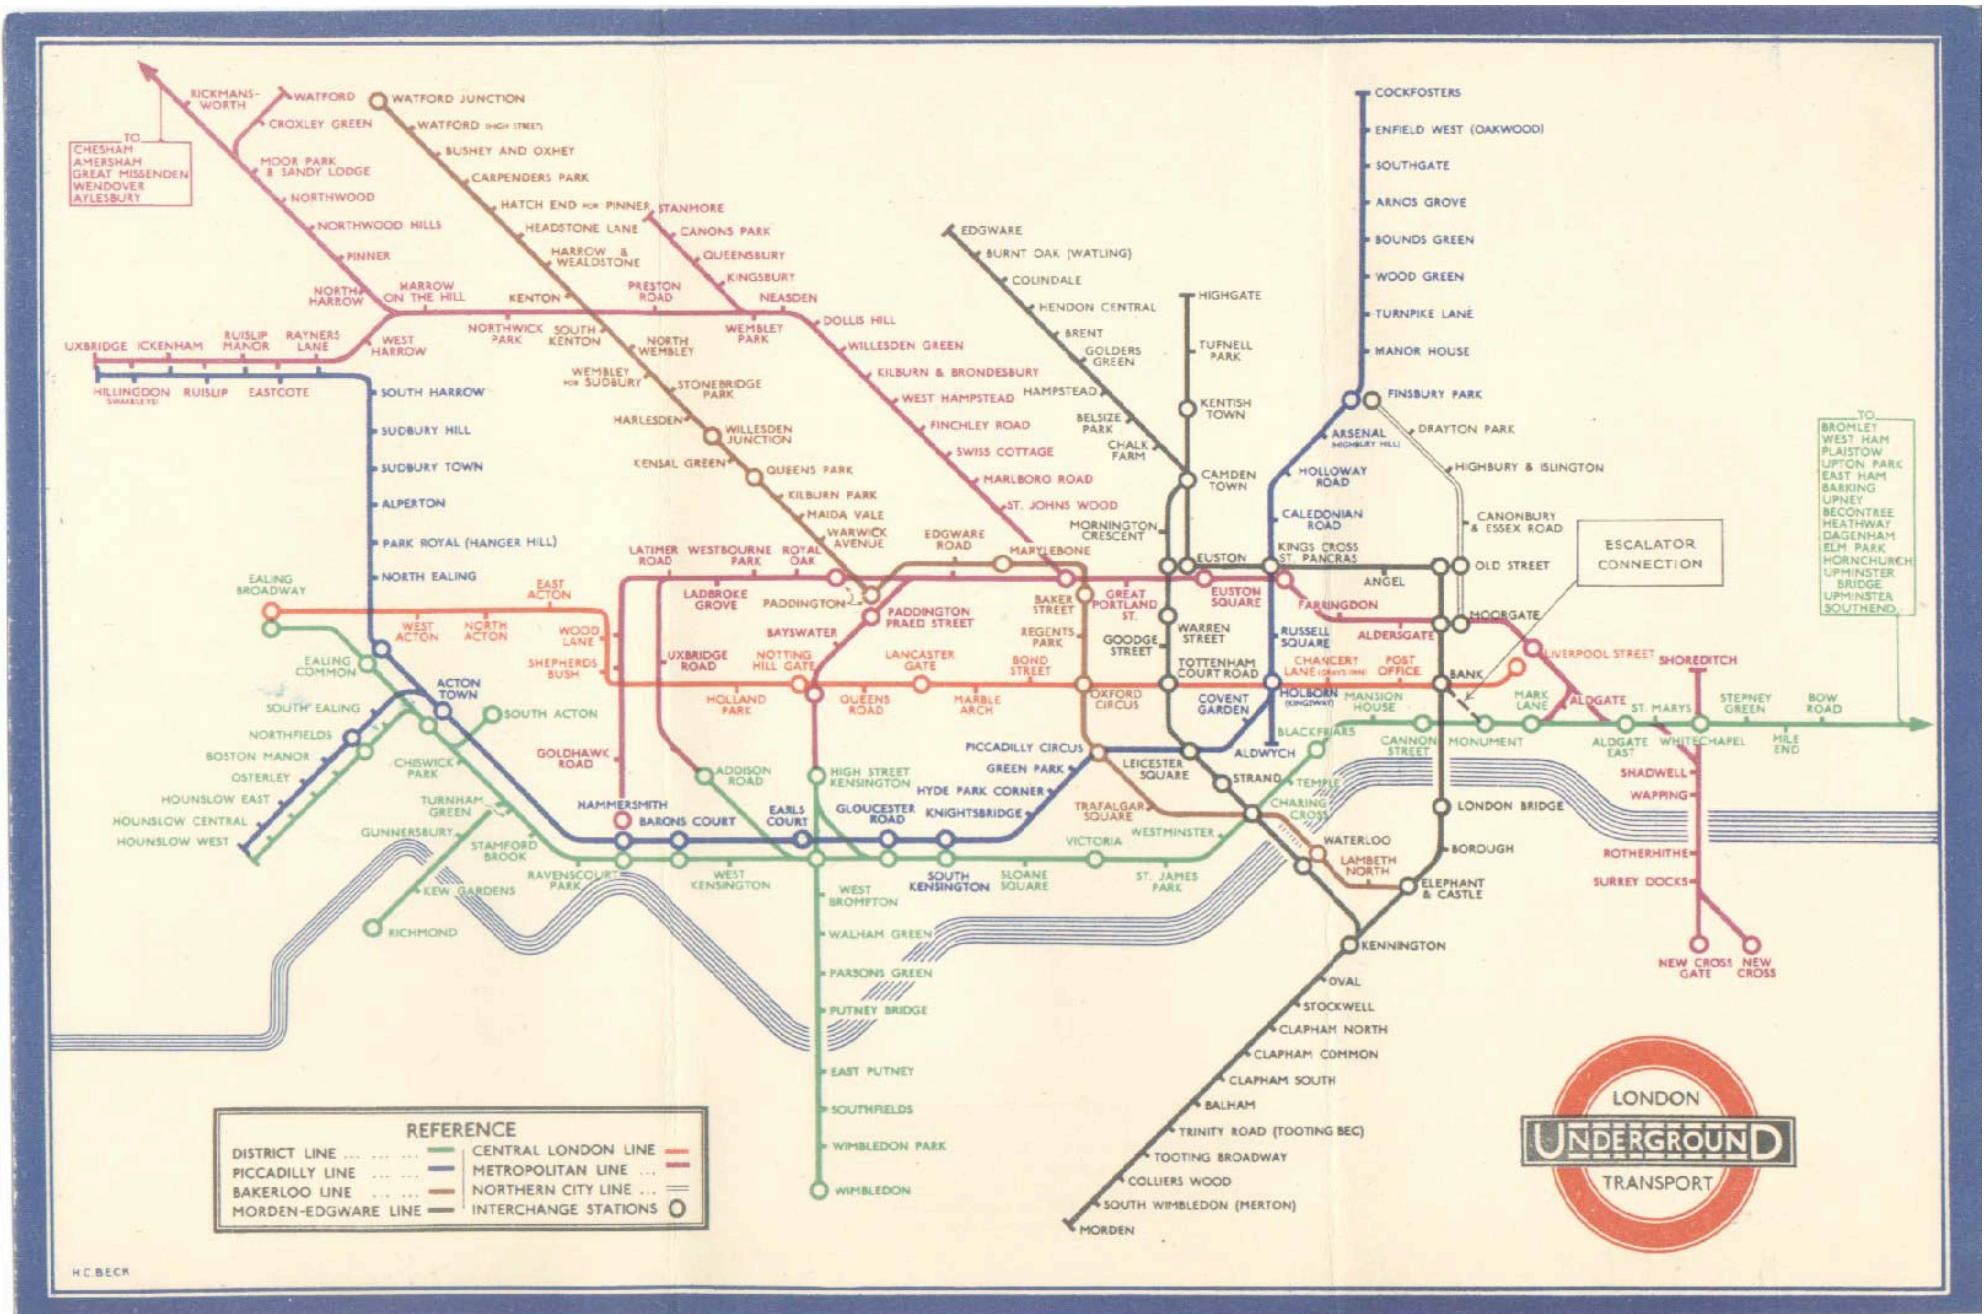 RICKMANS-
WORTH
WATFORD
CROXLEY GREEN
TO
CHESHAM
AMERSHAM
GREAT MISSENDEN
WENDOVER
AYLESBURY
MOOR PARK
& SANDY LODGE
NORTHWOOD
NORTHWOOD HILLS
PINNER
NORTH
HARROW
HARROW
ON THE HILL
NORTHWICK
PARK
PRESTON
ROAD
WEMBLEY
PARK
NEASDEN
UXBRIDGE
ICKENHAM
RUISLIP
MANOR
RAYNERS
LANE
WEST
HARROW
HILLINGDON
(SWAKELEYS)
RUISLIP
EASTCOTE
WATFORD JUNCTION
WATFORD (HIGH STREET)
BUSHEY AND OXHEY
CARPENDERS PARK
HATCH END FOR PINNER
HEADSTONE LANE
HARROW &
WEALDSTONE
KENTON
SOUTH
KENTON
NORTH
WEMBLEY
WEMBLEY
FOR SUDBURY
STONEBRIDGE
PARK
HARLESDEN
WILLESDEN
JUNCTION
KENSAL GREEN
QUEENS PARK
KILBURN PARK
MAIDA VALE
WARWICK
AVENUE
STANMORE
CANONS PARK
QUEENSBURY
KINGSBURY
DOLLIS HILL
WILLESDEN GREEN
KILBURN & BRONDESBURY
WEST HAMPSTEAD
FINCHLEY ROAD
SWISS COTTAGE
MARLBORO ROAD
ST. JOHNS WOOD
EDGWARE
BURNT OAK (WATLING)
COLINDALE
HENDON CENTRAL
BRENT
GOLDERS
GREEN
HAMPSTEAD
BELSIZE
PARK
CHALK
FARM
HIGHGATE
TUFNELL
PARK
KENTISH
TOWN
CAMDEN
TOWN
MORNINGTON
CRESCENT
EUSTON
COCKFOSTERS
ENFIELD WEST (OAKWOOD)
SOUTHGATE
ARNOS GROVE
BOUNDS GREEN
WOOD GREEN
TURNPIKE LANE
MANOR HOUSE
FINSBURY PARK
ARSENAL
(HIGHBURY HILL)
DRAYTON PARK
HOLLOWAY
ROAD
HIGHBURY & ISLINGTON
CALEDONIAN
ROAD
CANONBURY
& ESSEX ROAD
KINGS CROSS
ST. PANCRAS
ANGEL
OLD STREET
MOORGATE
ESCALATOR
CONNECTION
TO
BROMLEY
WEST HAM
PLAISTOW
UPTON PARK
EAST HAM
BARKING
UPNEY
BECONTREE
HEATHWAY
DAGENHAM
ELM PARK
HORNCHURCH
UPMINSTER
BRIDGE
UPMINSTER
SOUTHEND
SOUTH HARROW
SUDBURY HILL
SUDBURY TOWN
ALPERTON
PARK ROYAL (HANGER HILL)
NORTH EALING
EALING
BROADWAY
WEST
ACTON
NORTH
ACTON
EAST
ACTON
WOOD
LANE
SHEPHERDS
BUSH
LATIMER
ROAD
WESTBOURNE
PARK
ROYAL
OAK
LADBROKE
GROVE
EDGWARE
ROAD
MARYLEBONE
PADDINGTON
PADDINGTON
PRAED STREET
BAKER
STREET
GREAT
PORTLAND
ST.
EUSTON
SQUARE
FARRINGDON
ALDERSGATE
LIVERPOOL STREET
BAYSWATER
REGENTS
PARK
GOODGE
STREET
WARREN
STREET
RUSSELL
SQUARE
UXBRIDGE
ROAD
NOTTING
HILL GATE
LANCASTER
GATE
BOND
STREET
TOTTENHAM
COURT ROAD
CHANCERY
LANE (GRAYS INN)
POST
OFFICE
BANK
HOLLAND
PARK
QUEENS
ROAD
MARBLE
ARCH
OXFORD
CIRCUS
COVENT
GARDEN
HOLBORN
(KINGSWAY)
ALDWYCH
MANSION
HOUSE
BLACKFRIARS
CANNON
STREET
MONUMENT
MARK
LANE
ALDGATE
SHOREDITCH
ST. MARYS
ALDGATE
EAST
WHITECHAPEL
STEPNEY
GREEN
MILE
END
BOW
ROAD
EALING
COMMON
ACTON
TOWN
SOUTH EALING
NORTHFIELDS
BOSTON MANOR
OSTERLEY
HOUNSLOW EAST
HOUNSLOW CENTRAL
HOUNSLOW WEST
SOUTH ACTON
CHISWICK
PARK
TURNHAM
GREEN
GUNNERSBURY
STAMFORD
BROOK
KEW GARDENS
RICHMOND
RAVENSCOURT
PARK
GOLDHAWK
ROAD
HAMMERSMITH
BARONS COURT
ADDISON
ROAD
HIGH STREET
KENSINGTON
EARLS
COURT
GLOUCESTER
ROAD
WEST
KENSINGTON
SOUTH
KENSINGTON
SLOANE
SQUARE
VICTORIA
ST. JAMES
PARK
WESTMINSTER
CHARING
CROSS
TEMPLE
PICCADILLY CIRCUS
GREEN PARK
HYDE PARK CORNER
KNIGHTSBRIDGE
LEICESTER
SQUARE
STRAND
TRAFALGAR
SQUARE
WATERLOO
LAMBETH
NORTH
LONDON BRIDGE
BOROUGH
ELEPHANT
& CASTLE
KENNINGTON
SHADWELL
WAPPING
ROTHERHITHE
SURREY DOCKS
NEW CROSS
GATE
NEW
CROSS
WEST
BROMPTON
WALHAM GREEN
PARSONS GREEN
PUTNEY BRIDGE
EAST PUTNEY
SOUTHFIELDS
WIMBLEDON PARK
WIMBLEDON
OVAL
STOCKWELL
CLAPHAM NORTH
CLAPHAM COMMON
CLAPHAM SOUTH
BALHAM
TRINITY ROAD (TOOTING BEC)
TOOTING BROADWAY
COLLIERS WOOD
SOUTH WIMBLEDON (MERTON)
MORDEN
REFERENCE
DISTRICT LINE ... ... ...
PICCADILLY LINE ... ...
BAKERLOO LINE ... ...
MORDEN-EDGWARE LINE
CENTRAL LONDON LINE
METROPOLITAN LINE ...
NORTHERN CITY LINE ...
INTERCHANGE STATIONS
LONDON
UNDERGROUND
TRANSPORT
H.C.BECK